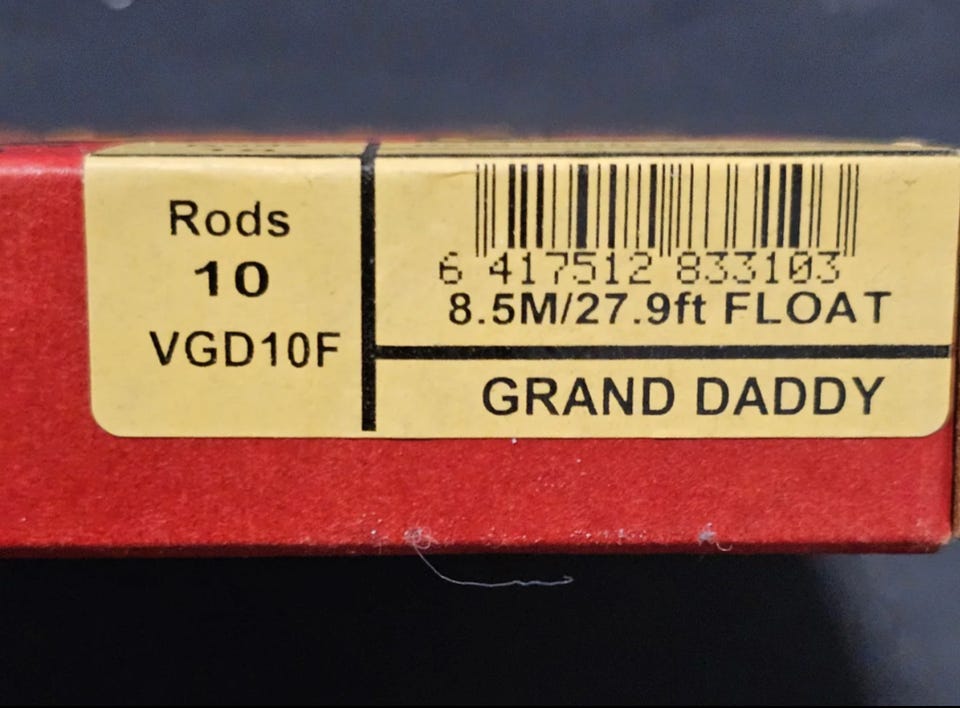 Rods
10
VGD10F
6 417512 833103
8.5M/27.9ft FLOAT
GRAND DADDY